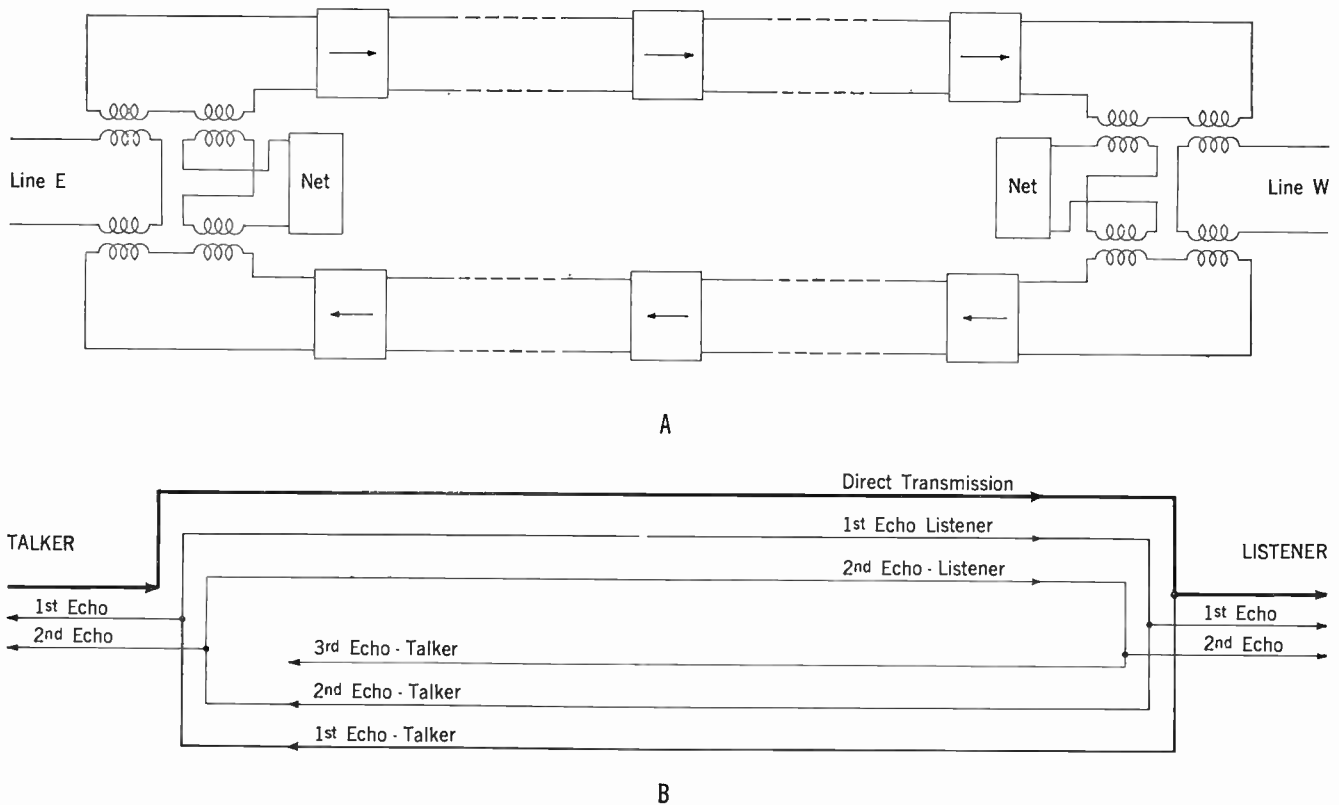 Line E
Net
Net
Line W
A
Direct Transmission
1st Echo Listener
TALKER
LISTENER
2nd Echo - Listener
1st Echo
1st Echo
2nd Echo
2nd Echo
3rd Echo - Talker
2nd Echo - Talker
1st Echo - Talker
B